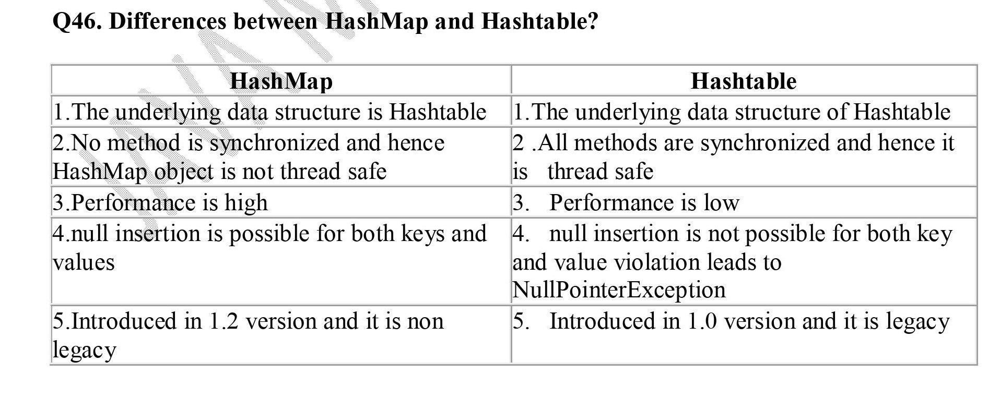 Q46. Differences between HashMap and Hashtable?
HashMap
Hashtable
1.The underlying data structure is Hashtable
1.The underlying data structure of Hashtable
2.No method is synchronized and hence
HashMap object is not thread safe
2 .All methods are synchronized and hence it
is thread safe
3.Performance is high
3. Performance is low
4.null insertion is possible for both keys and
values
4. null insertion is not possible for both key
and value violation leads to
NullPointerException
5.Introduced in 1.2 version and it is non
legacy
5. Introduced in 1.0 version and it is legacy